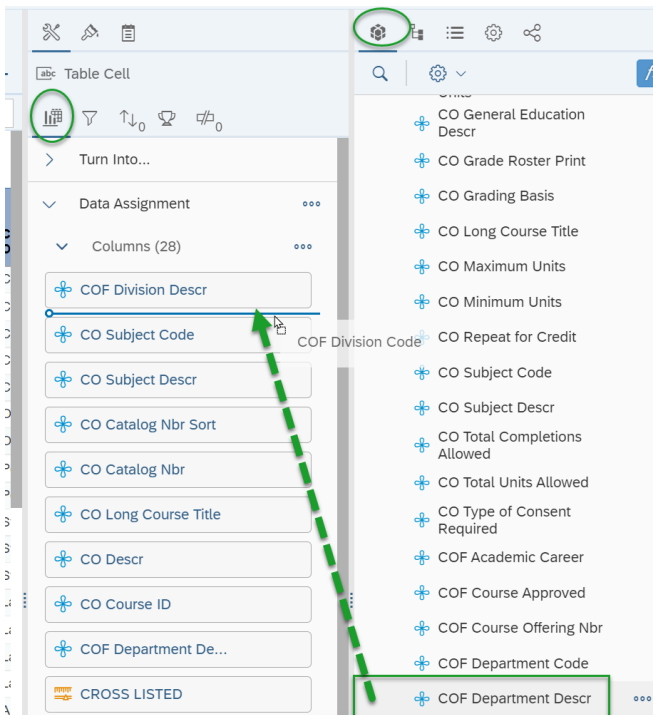 abc Table Cell
0
0
Turn Into...
Data Assignment
Columns (28)
COF Division Descr
CO Subject Code
CO Subject Descr
CO Catalog Nbr Sort
CO Catalog Nbr
CO Long Course Title
CO Descr
CO Course ID
COF Department De...
CROSS LISTED
COF Division Code
CO General Education
Descr
CO Grade Roster Print
CO Grading Basis
CO Long Course Title
CO Maximum Units
CO Minimum Units
CO Repeat for Credit
CO Subject Code
CO Subject Descr
CO Total Completions
Allowed
CO Total Units Allowed
CO Type of Consent
Required
COF Academic Career
COF Course Approved
COF Course Offering Nbr
COF Department Code
COF Department Descr